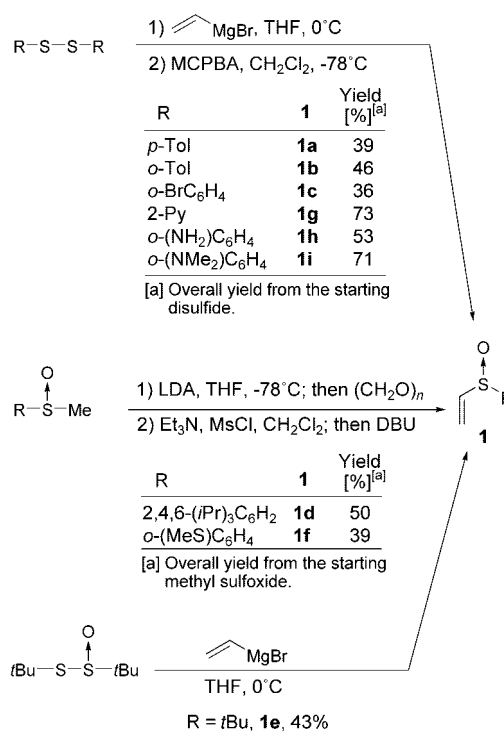 1) MgBr, THF, 0°C
R–S–S–R
2) MCPBA, CH2Cl2, -78°C
Yield
R 1 [%][a]
p-Tol 1a 39
o-Tol 1b 46
o-BrC6H4 1c 36
2-Py 1g 73
o-(NH2)C6H4 1h 53
o-(NMe2)C6H4 1i 71
[a] Overall yield from the starting
disulfide.
O
O
1) LDA, THF, -78°C; then (CH2O)n
R–S–Me
S
2) Et3N, MsCl, CH2Cl2; then DBU
1
Yield
R 1 [%][a]
2,4,6-(iPr)3C6H2 1d 50
o-(MeS)C6H4 1f 39
[a] Overall yield from the starting
methyl sulfoxide.
O
MgBr
tBu–S–S–tBu
THF, 0°C
R = tBu, 1e, 43%